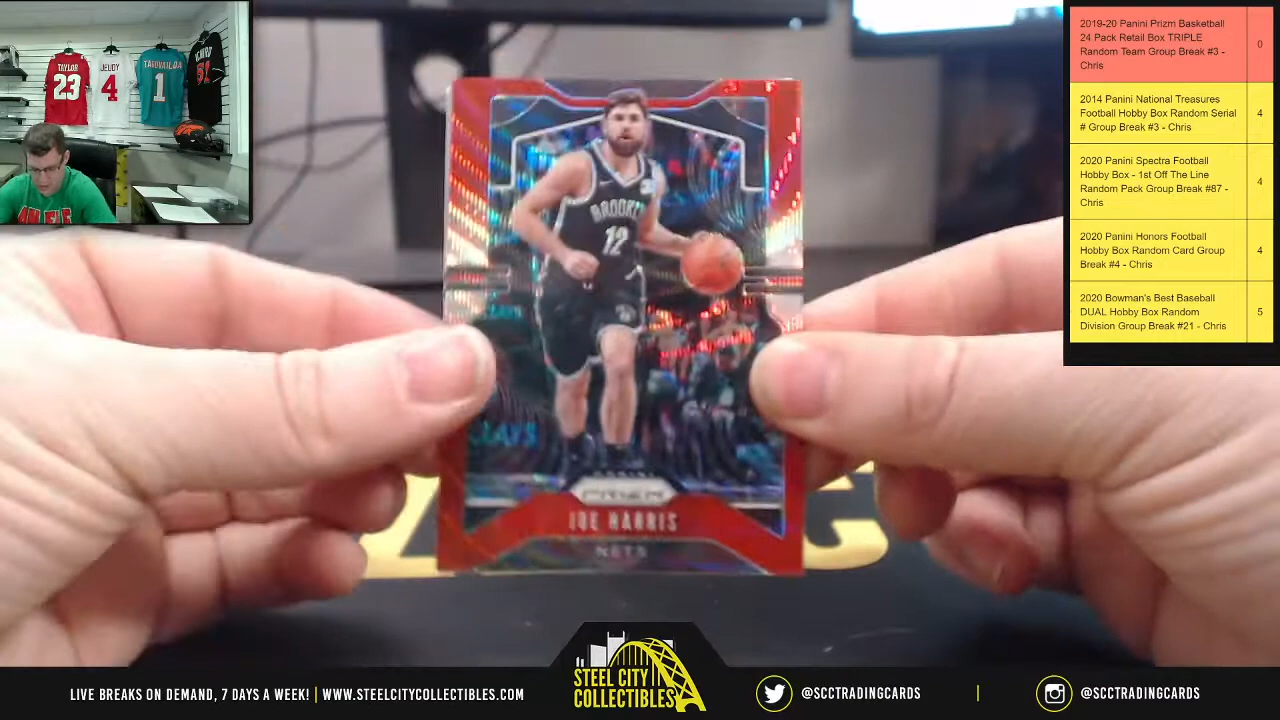 TAYLOR
23
JEUDY
4
TAGOVAILOA
1
51
2019-20 Panini Prizm Basketball
24 Pack Retail Box TRIPLE
Random Team Group Break #3 -
Chris
0
2014 Panini National Treasures
Football Hobby Box Random Serial
# Group Break #3 - Chris
4
2020 Panini Spectra Football
Hobby Box - 1st Off The Line
Random Pack Group Break #87 -
Chris
4
2020 Panini Honors Football
Hobby Box Random Card Group
Break #4 - Chris
4
2020 Bowman's Best Baseball
DUAL Hobby Box Random
Division Group Break #21 - Chris
5
BROOKLYN
12
PRIZM
JOE HARRIS
NETS
STEEL CITY
COLLECTIBLES
LIVE BREAKS ON DEMAND, 7 DAYS A WEEK! | WWW.STEELCITYCOLLECTIBLES.COM
@SCCTRADINGCARDS | @SCCTRADINGCARDS